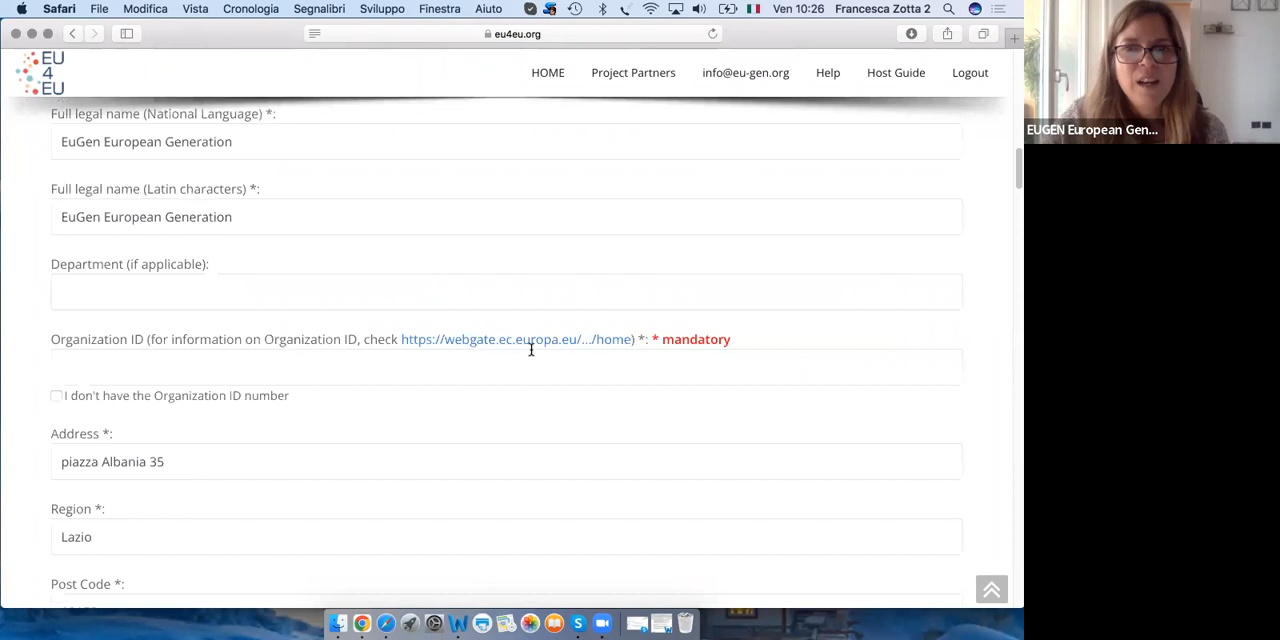 Safari File Modifica Vista Cronologia Segnalibri Sviluppo Finestra Aiuto Ven 10:26 Francesca Zotta 2
eu4eu.org
EU
4
EU
HOME Project Partners info@eu-gen.org Help Host Guide Logout
EUGEN European Gen...
Full legal name (National Language) *:
EuGen European Generation
Full legal name (Latin characters) *:
EuGen European Generation
Department (if applicable):
Organization ID (for information on Organization ID, check https://webgate.ec.europa.eu/.../home) *: * mandatory
I don't have the Organization ID number
Address *:
piazza Albania 35
Region *:
Lazio
Post Code *: